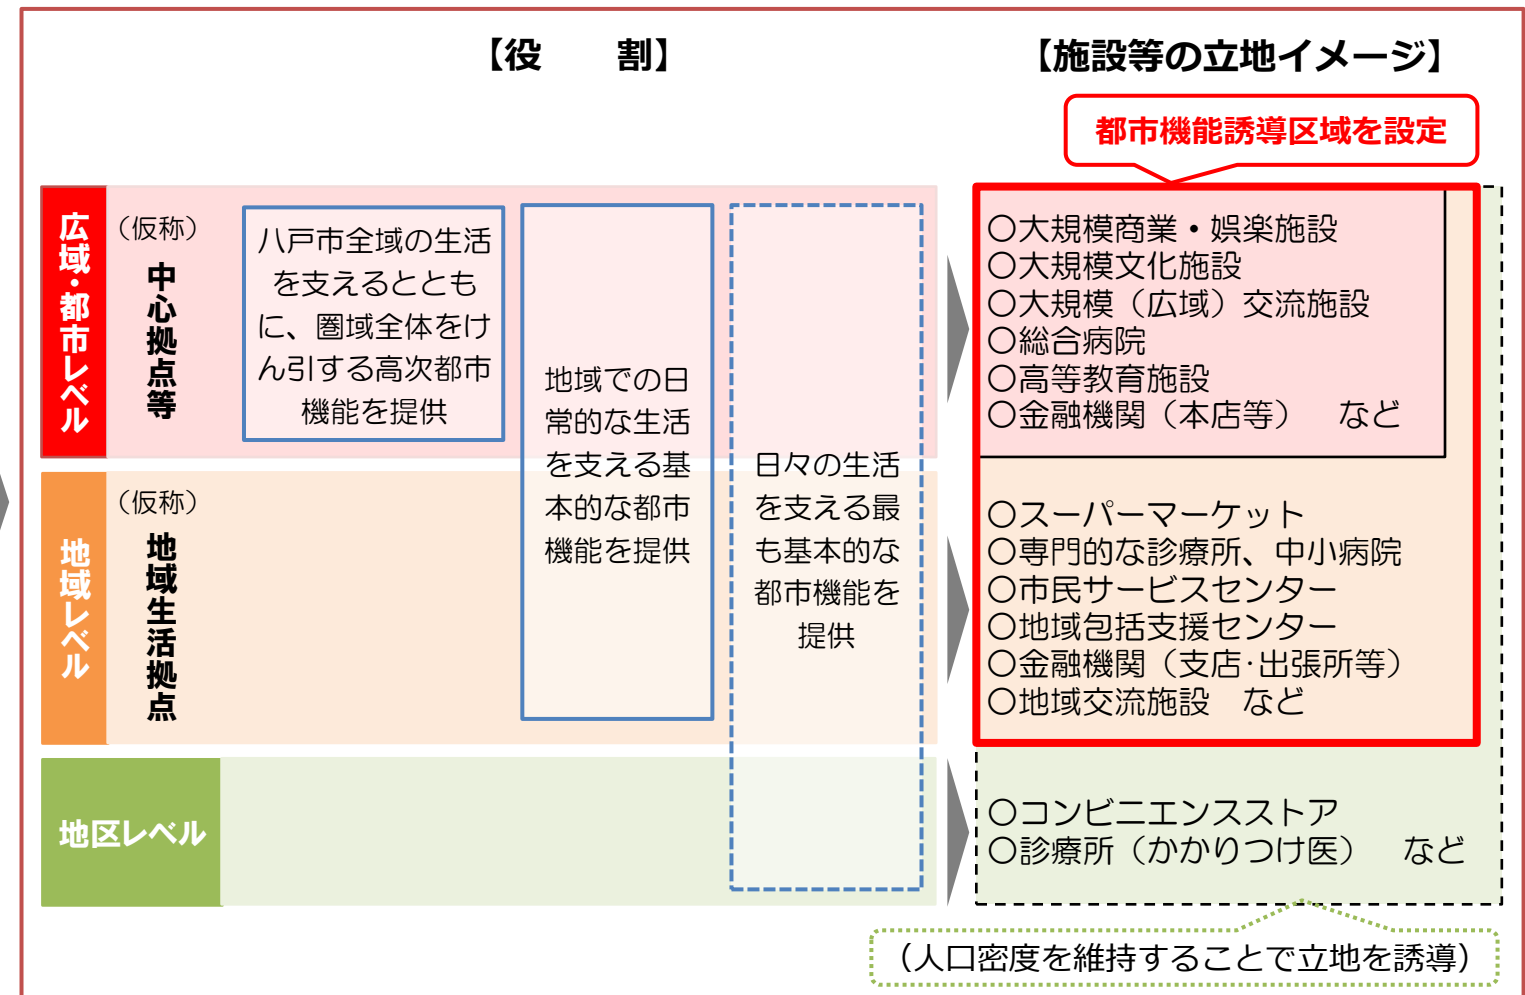 【役　　割】
【施設等の立地イメージ】
都市機能誘導区域を設定
広域・都市レベル
（仮称）
中心拠点等
八戸市全域の生活
を支えるととも
に、圏域全体をけ
ん引する高次都市
機能を提供
地域での日
常的な生活
を支える基
本的な都市
機能を提供
日々の生活
を支える最
も基本的な
都市機能を
提供
〇大規模商業・娯楽施設
〇大規模文化施設
〇大規模（広域）交流施設
〇総合病院
〇高等教育施設
〇金融機関（本店等）　など
地域レベル
（仮称）
地域生活拠点
〇スーパーマーケット
〇専門的な診療所、中小病院
〇市民サービスセンター
〇地域包括支援センター
〇金融機関（支店･出張所等）
〇地域交流施設　など
地区レベル
〇コンビニエンスストア
〇診療所（かかりつけ医）　など
（人口密度を維持することで立地を誘導）